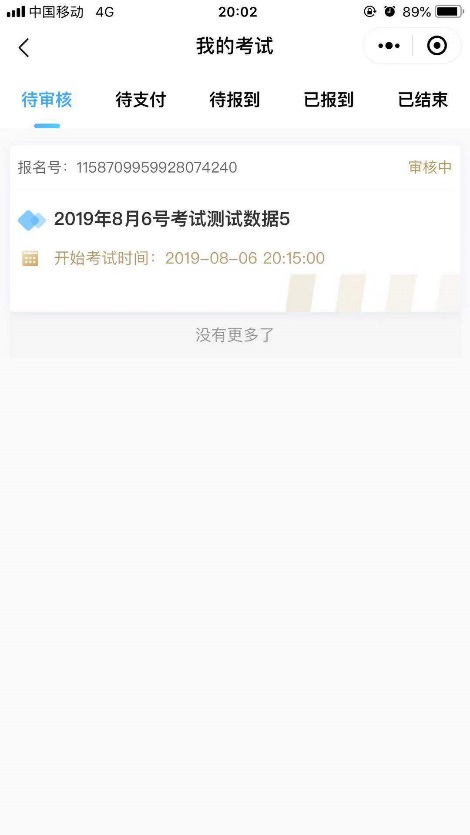 中国移动 4G 20:02 89%
我的考试
待审核 待支付 待报到 已报到 已结束
报名号：1158709959928074240 审核中
2019年8月6号考试测试数据5
开始考试时间：2019-08-06 20:15:00
没有更多了